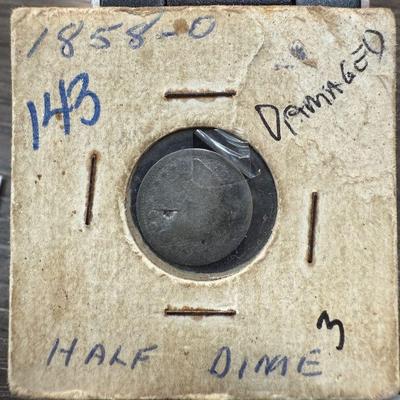 1858-O
143
DAMAGED
HALF DIME 3